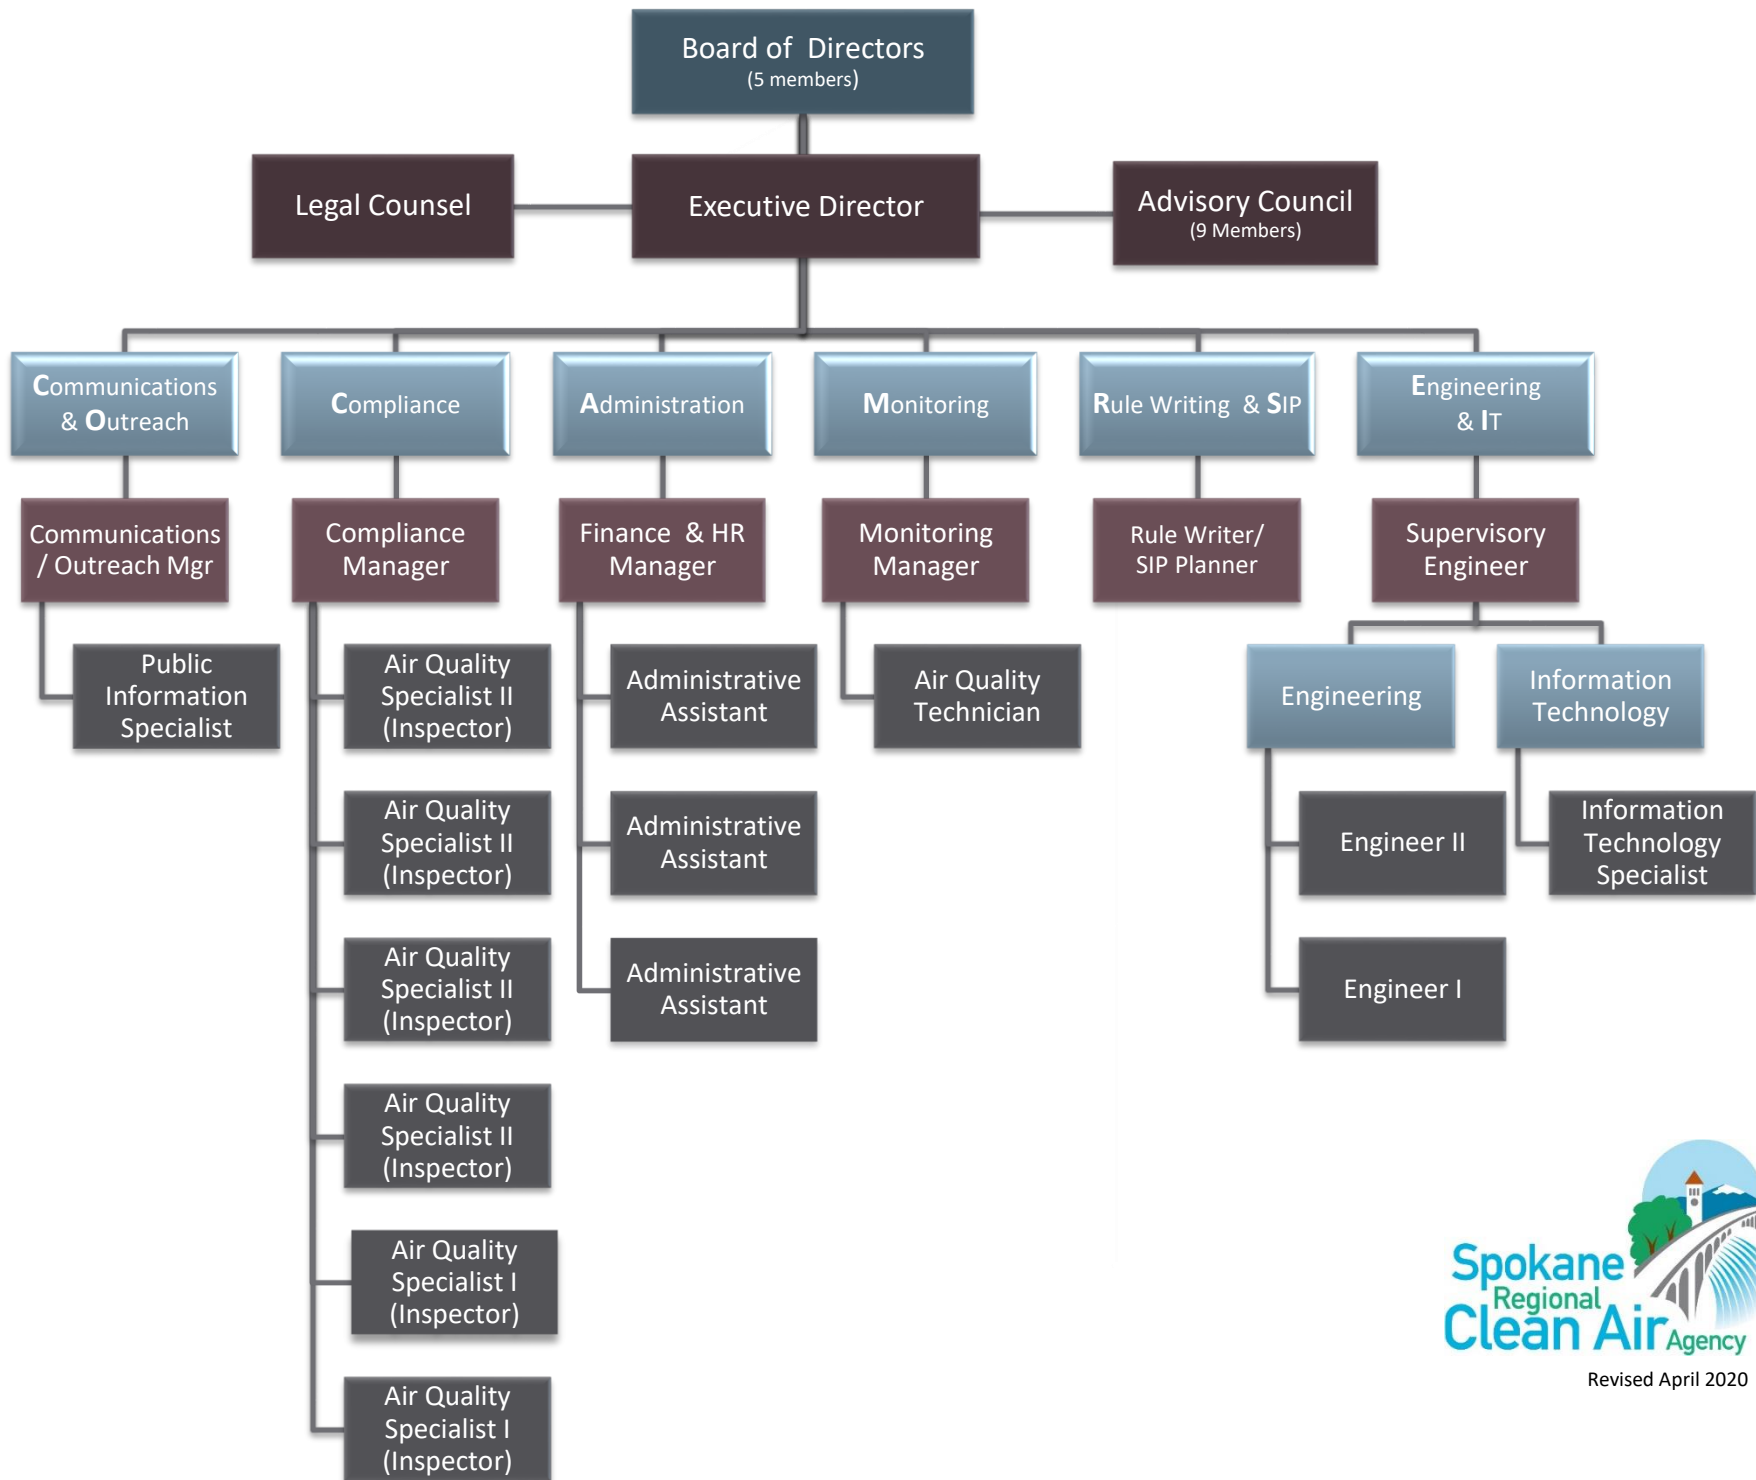 Board of Directors
(5 members)
Legal Counsel
Executive Director
Advisory Council
(9 Members)
Communications
& Outreach
Compliance
Administration
Monitoring
Rule Writing & SIP
Engineering
& IT
Communications
/ Outreach Mgr
Compliance
Manager
Finance & HR
Manager
Monitoring
Manager
Rule Writer/
SIP Planner
Supervisory
Engineer
Public
Information
Specialist
Air Quality
Specialist II
(Inspector)
Administrative
Assistant
Air Quality
Technician
Engineering
Information
Technology
Air Quality
Specialist II
(Inspector)
Administrative
Assistant
Engineer II
Information
Technology
Specialist
Air Quality
Specialist II
(Inspector)
Administrative
Assistant
Engineer I
Air Quality
Specialist II
(Inspector)
Air Quality
Specialist I
(Inspector)
Air Quality
Specialist I
(Inspector)
Spokane
Regional
Clean Air Agency
Revised April 2020